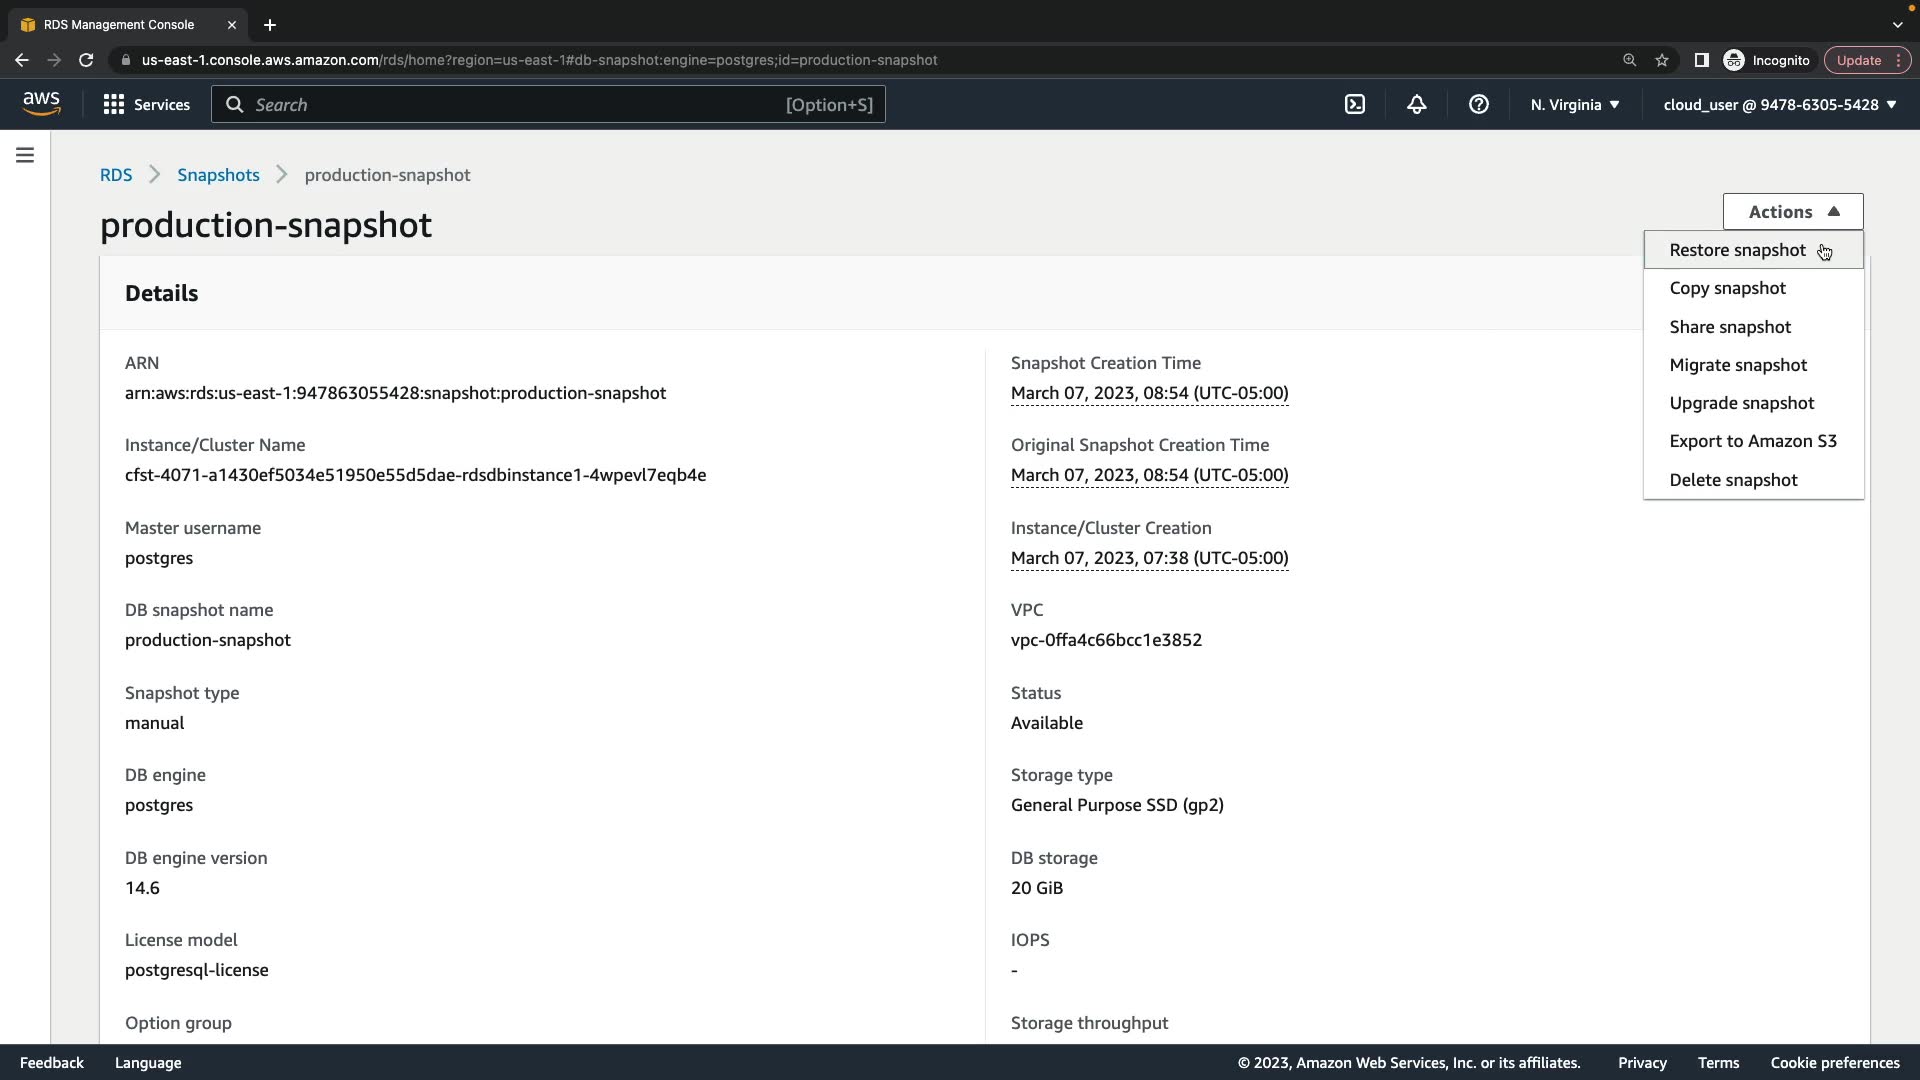 RDS Management Console
us-east-1.console.aws.amazon.com/rds/home?region=us-east-1#db-snapshot:engine=postgres;id=production-snapshot
Incognito
Update
aws
Services
Search
[Option+S]
N. Virginia
cloud_user @ 9478-6305-5428
RDS
Snapshots
production-snapshot
production-snapshot
Actions
Restore snapshot
Copy snapshot
Share snapshot
Migrate snapshot
Upgrade snapshot
Export to Amazon S3
Delete snapshot
Details
ARN
arn:aws:rds:us-east-1:947863055428:snapshot:production-snapshot
Instance/Cluster Name
cfst-4071-a1430ef5034e51950e55d5dae-rdsdbinstance1-4wpevl7eqb4e
Master username
postgres
DB snapshot name
production-snapshot
Snapshot type
manual
DB engine
postgres
DB engine version
14.6
License model
postgresql-license
Option group
Snapshot Creation Time
March 07, 2023, 08:54 (UTC-05:00)
Original Snapshot Creation Time
March 07, 2023, 08:54 (UTC-05:00)
Instance/Cluster Creation
March 07, 2023, 07:38 (UTC-05:00)
VPC
vpc-0ffa4c66bcc1e3852
Status
Available
Storage type
General Purpose SSD (gp2)
DB storage
20 GiB
IOPS
-
Storage throughput
Feedback
Language
© 2023, Amazon Web Services, Inc. or its affiliates.
Privacy
Terms
Cookie preferences